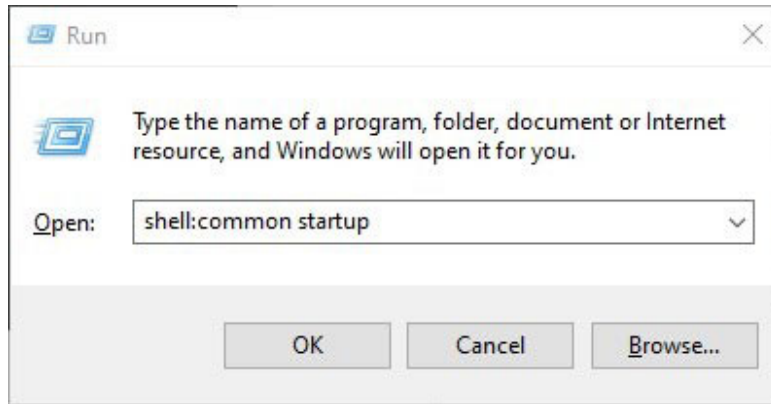 Run
Type the name of a program, folder, document or Internet
resource, and Windows will open it for you.
Open: shell:common startup
OK Cancel Browse...